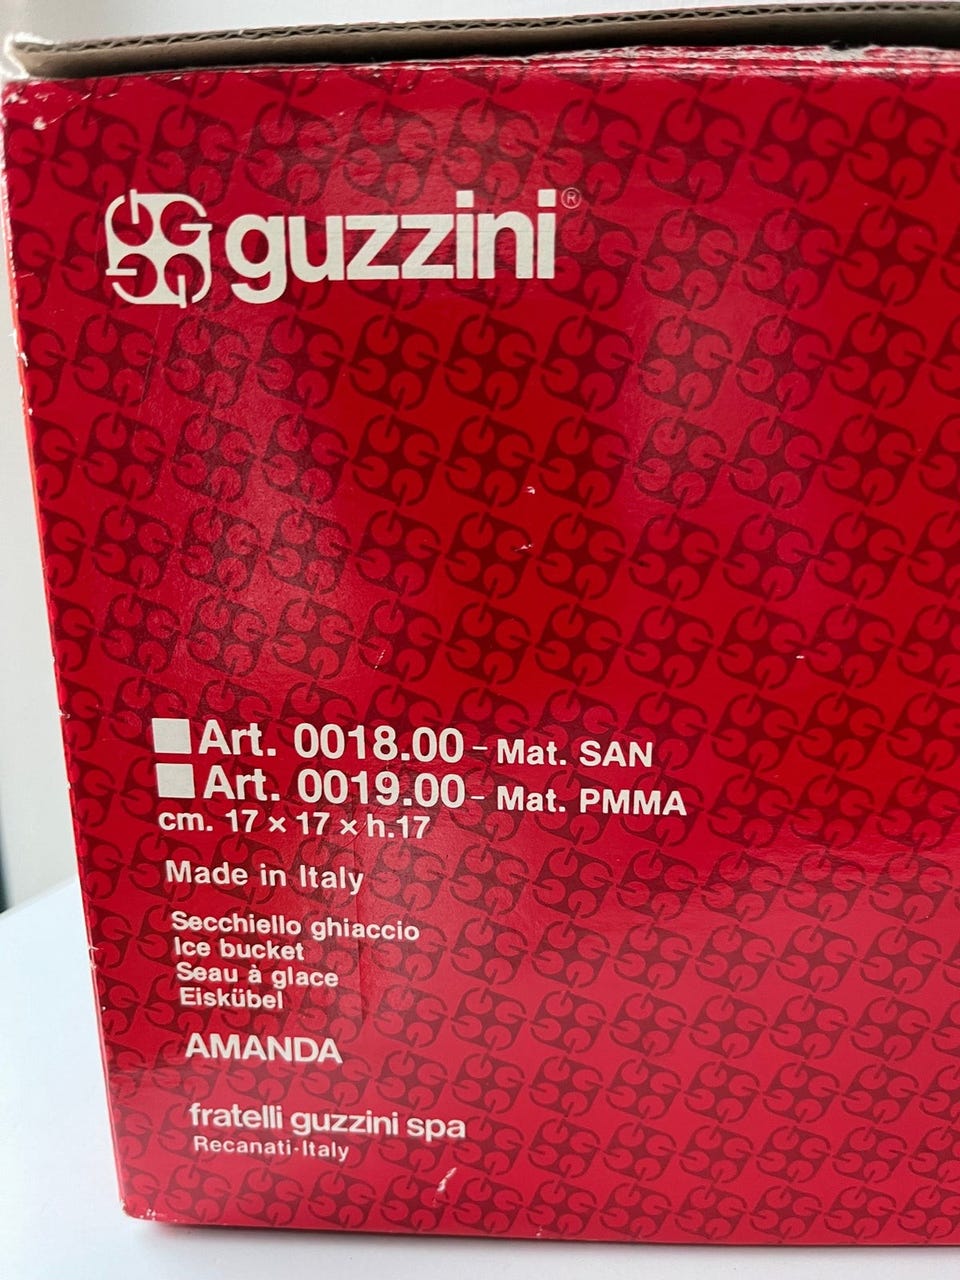 guzzini®
Art. 0018.00 - Mat. SAN
Art. 0019.00 - Mat. PMMA
cm. 17 x 17 x h.17
Made in Italy
Secchiello ghiaccio
Ice bucket
Seau à glace
Eiskübel
AMANDA
fratelli guzzini spa
Recanati-Italy